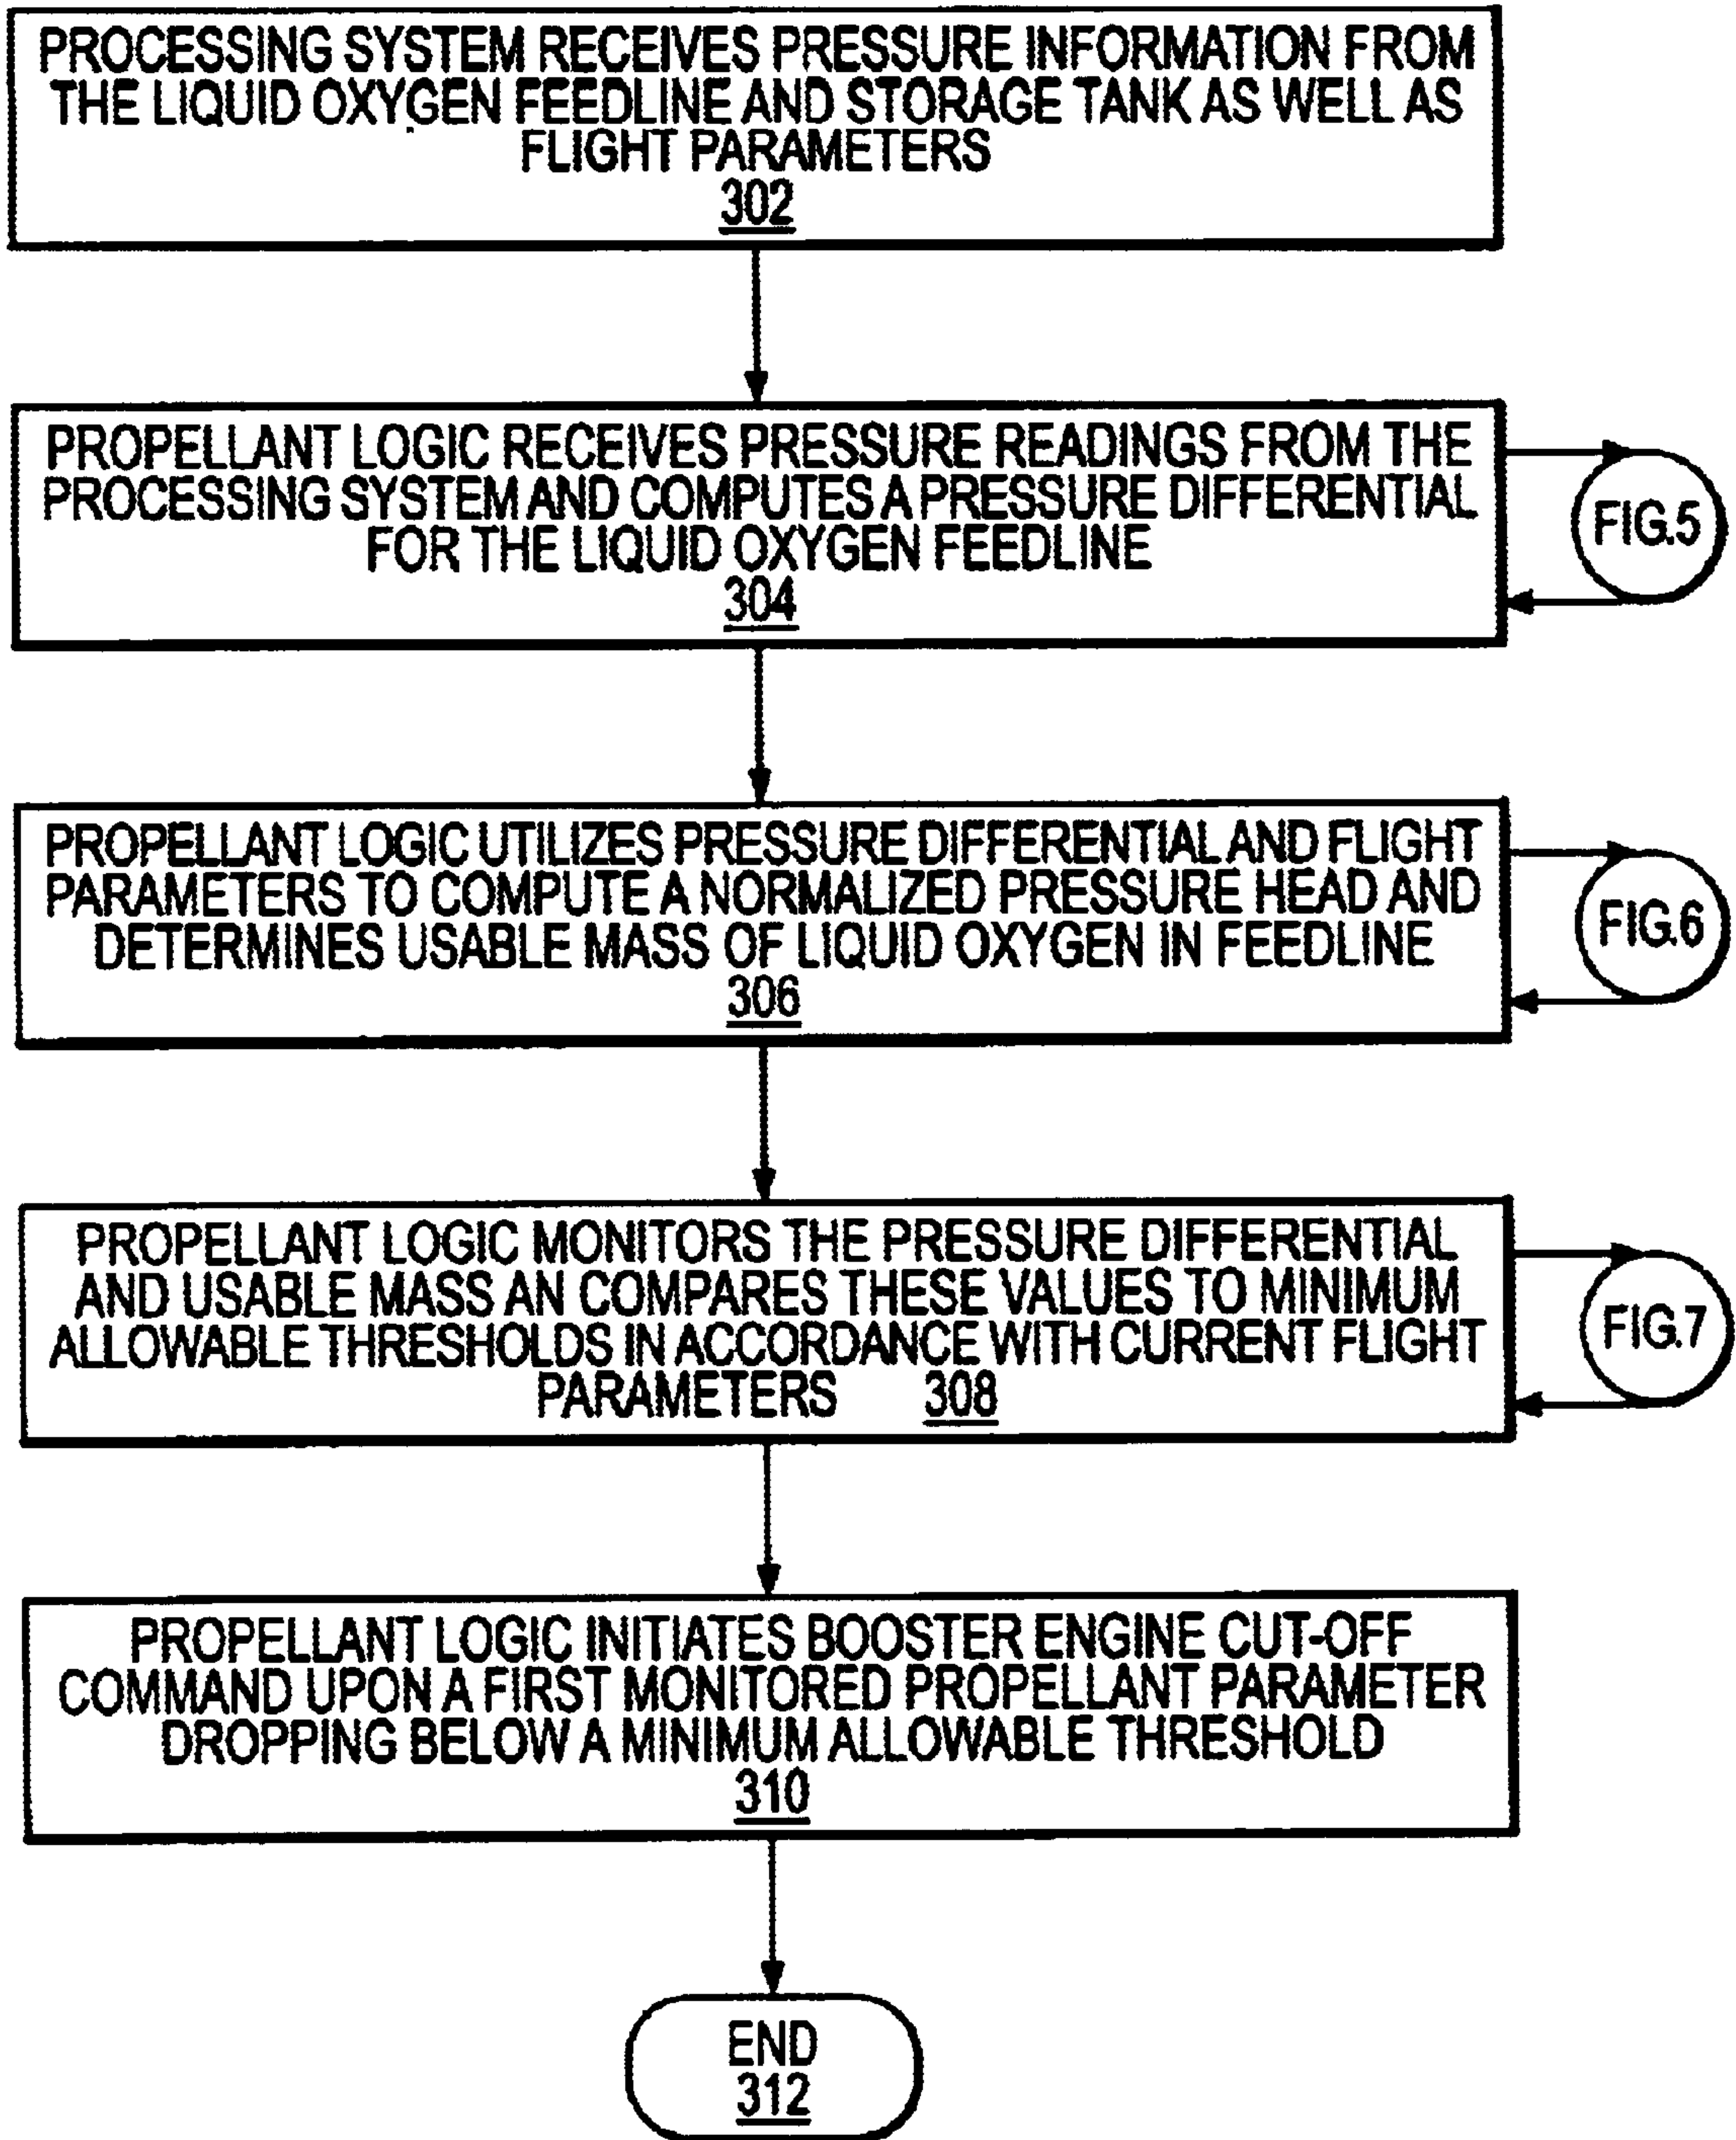 PROCESSING SYSTEM RECEIVES PRESSURE INFORMATION FROM
THE LIQUID OXYGEN FEEDLINE AND STORAGE TANK AS WELL AS
FLIGHT PARAMETERS
302
PROPELLANT LOGIC RECEIVES PRESSURE READINGS FROM THE
PROCESSING SYSTEM AND COMPUTES A PRESSURE DIFFERENTIAL
FOR THE LIQUID OXYGEN FEEDLINE
304
FIG.5
PROPELLANT LOGIC UTILIZES PRESSURE DIFFERENTIAL AND FLIGHT
PARAMETERS TO COMPUTE A NORMALIZED PRESSURE HEAD AND
DETERMINES USABLE MASS OF LIQUID OXYGEN IN FEEDLINE
306
FIG.6
PROPELLANT LOGIC MONITORS THE PRESSURE DIFFERENTIAL
AND USABLE MASS AN COMPARES THESE VALUES TO MINIMUM
ALLOWABLE THRESHOLDS IN ACCORDANCE WITH CURRENT FLIGHT
PARAMETERS 308
FIG.7
PROPELLANT LOGIC INITIATES BOOSTER ENGINE CUT-OFF
COMMAND UPON A FIRST MONITORED PROPELLANT PARAMETER
DROPPING BELOW A MINIMUM ALLOWABLE THRESHOLD
310
END
312